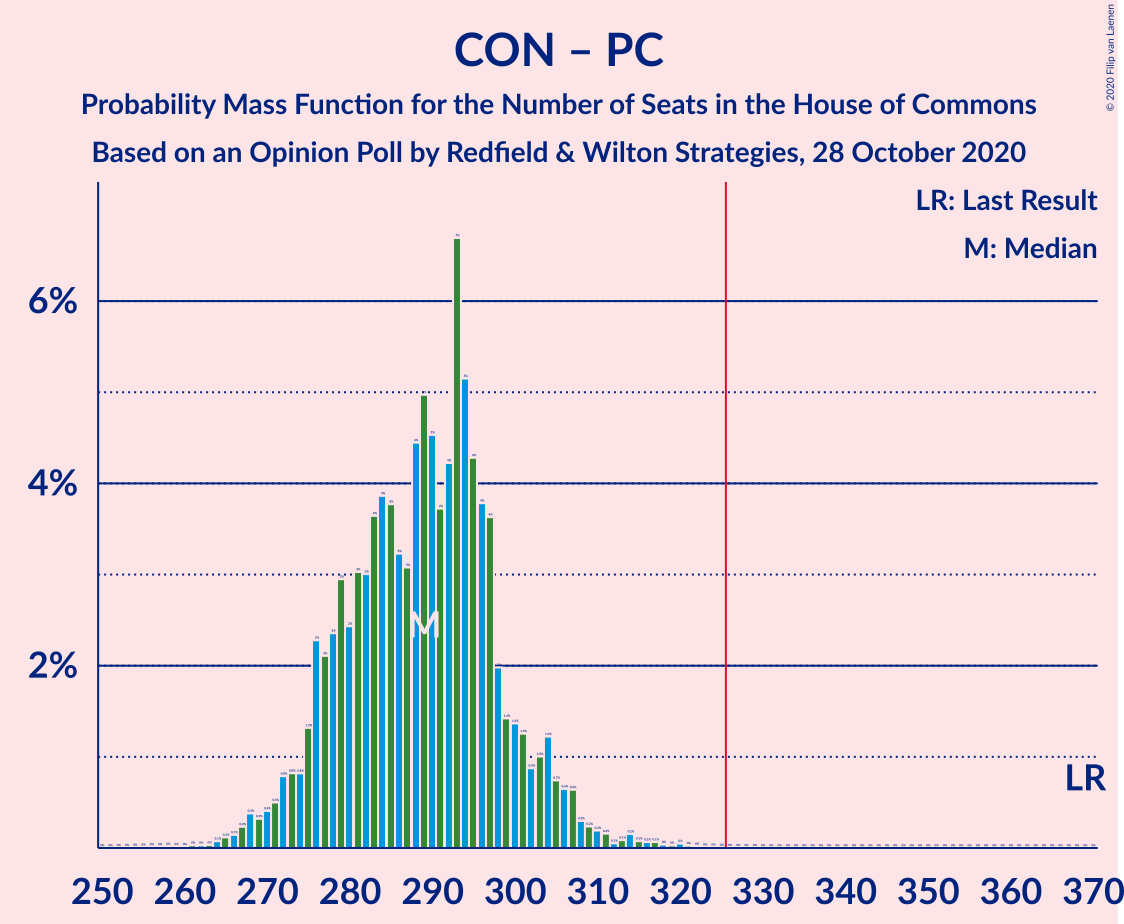 CON – PC
Probability Mass Function for the Number of Seats in the House of Commons
Based on an Opinion Poll by Redfield & Wilton Strategies, 28 October 2020
© 2020 Filip van Laenen
LR: Last Result
M: Median
6%
4%
2%
M
LR
250 260 270 280 290 300 310 320 330 340 350 360 370